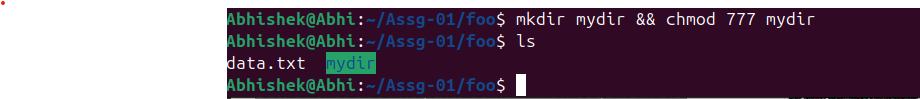 Abhishek@Abhi:~/Assg-01/foo$ mkdir mydir && chmod 777 mydir
Abhishek@Abhi:~/Assg-01/foo$ ls
data.txt  mydir
Abhishek@Abhi:~/Assg-01/foo$